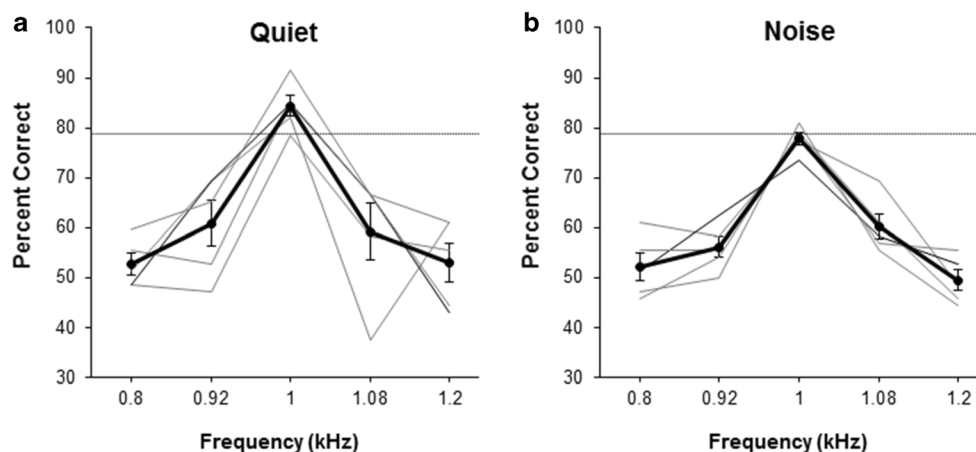 a
Quiet
100
90
80
70
60
50
40
30
Percent Correct
0.8 0.92 1 1.08 1.2
Frequency (kHz)
b
Noise
100
90
80
70
60
50
40
30
Percent Correct
0.8 0.92 1 1.08 1.2
Frequency (kHz)